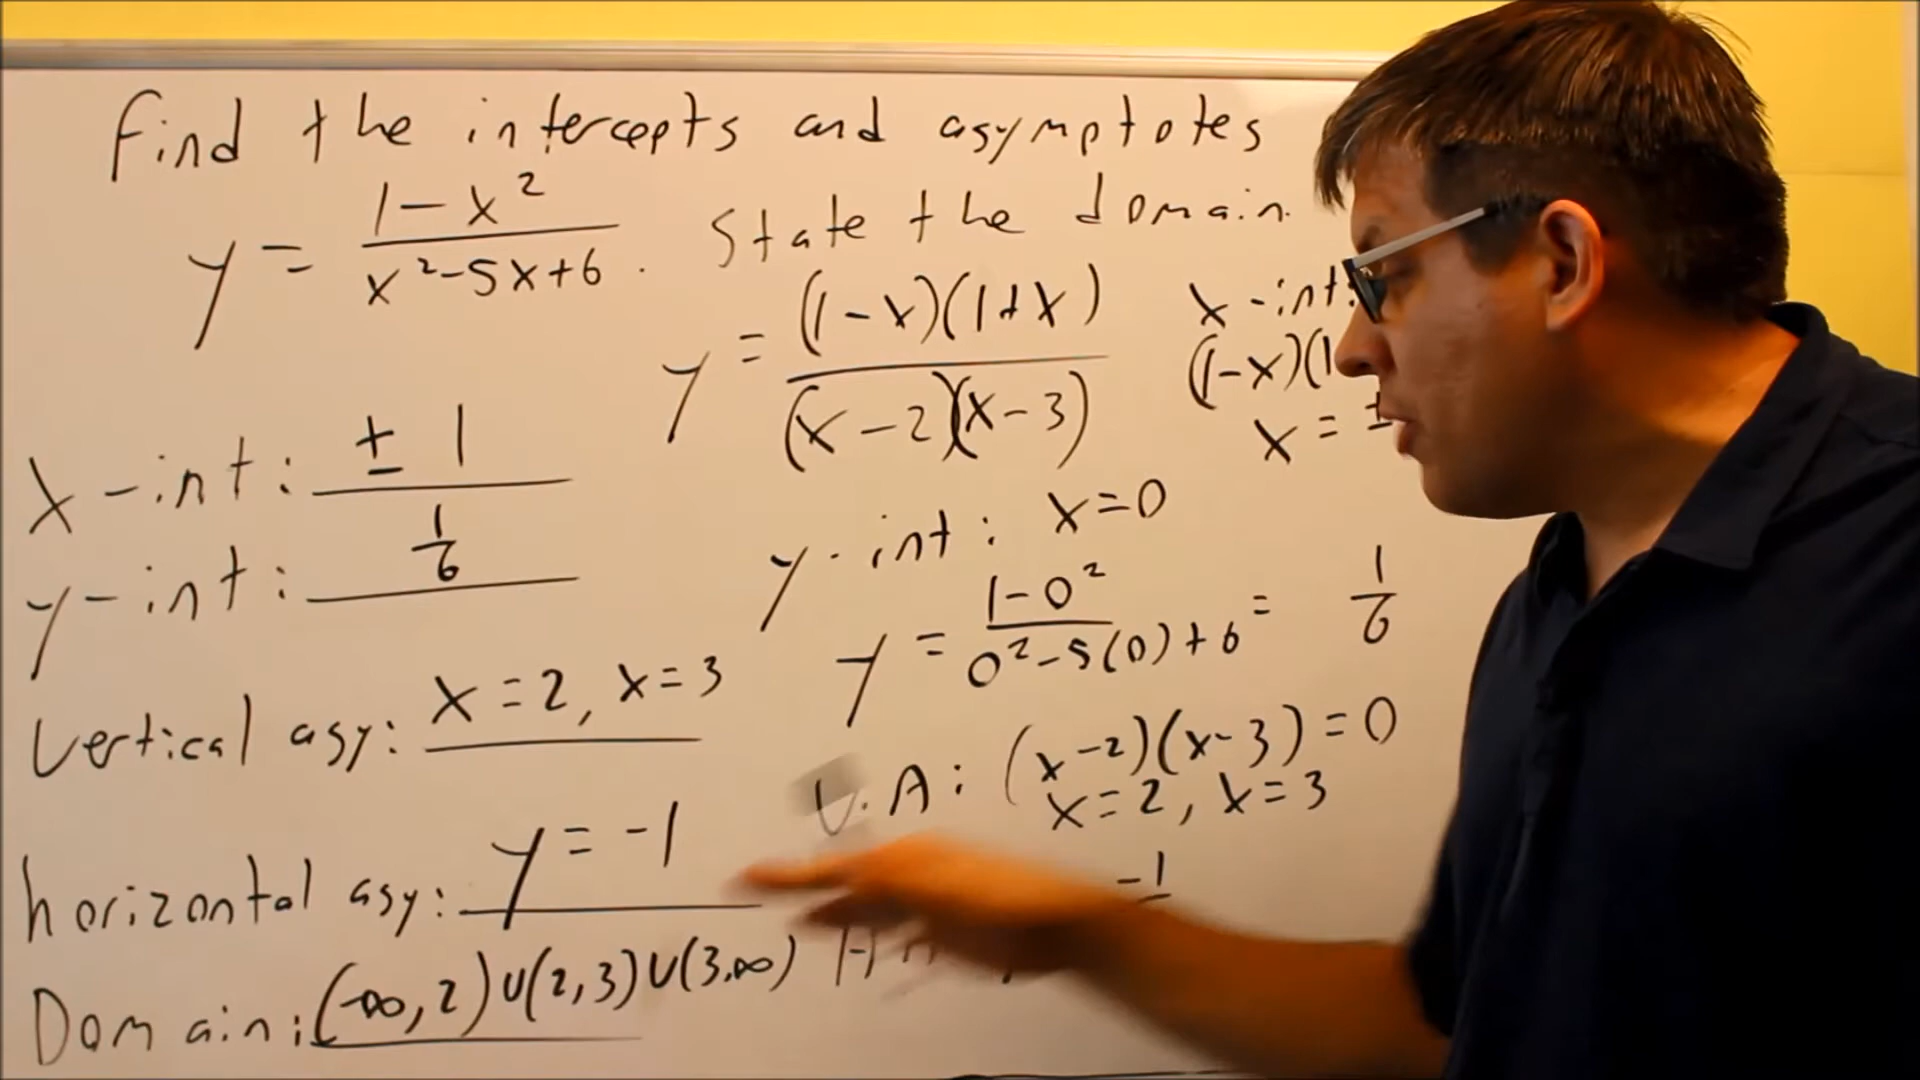 Find the intercepts and asymptotes
y = (1-x²)/(x²-5x+6). State the domain.
y = ((1-x)(1+x))/((x-2)(x-3))
x-int:
(1-x)(1
x = ±
x-int: ± 1
y-int: 1/6
y-int: x=0
y = (1-0²)/(0²-5(0)+6) = 1/6
Vertical asy: x=2, x=3
V.A: (x-2)(x-3)=0
x=2, x=3
horizontal asy: y=-1
-1
Domain: (-∞,2)∪(2,3)∪(3,∞)